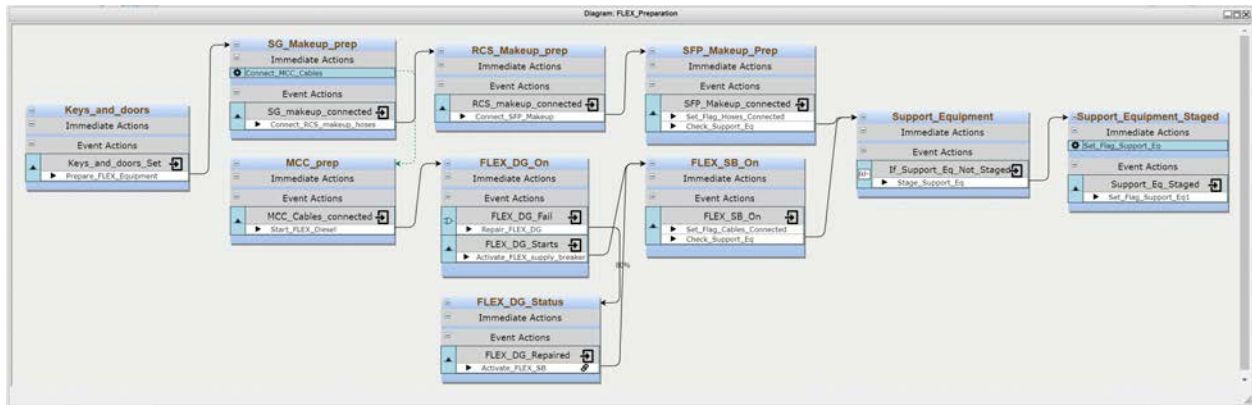 Diagram: FLEX_Preparation
Keys_and_doors
Immediate Actions
Event Actions
Keys_and_doors_Set
Prepare_FLEX_Equipment
SG_Makeup_prep
Immediate Actions
Connect_MCC_Cables
Event Actions
SG_makeup_connected
Connect_RCS_makeup_hoses
RCS_Makeup_prep
Immediate Actions
Event Actions
RCS_makeup_connected
Connect_SFP_Makeup
SFP_Makeup_Prep
Immediate Actions
Event Actions
SFP_Makeup_connected
Set_Flag_Hoses_Connected
Check_Support_Eq
MCC_prep
Immediate Actions
Event Actions
MCC_Cables_connected
Start_FLEX_Diesel
FLEX_DG_On
Immediate Actions
Event Actions
FLEX_DG_Fail
Repair_FLEX_DG
FLEX_DG_Starts
Activate_FLEX_supply_breaker
80%
FLEX_SB_On
Immediate Actions
Event Actions
FLEX_SB_On
Set_Flag_Cables_Connected
Check_Support_Eq
FLEX_DG_Status
Immediate Actions
Event Actions
FLEX_DG_Repaired
Activate_FLEX_SB
Support_Equipment
Immediate Actions
Event Actions
If_Support_Eq_Not_Staged
Stage_Support_Eq
Support_Equipment_Staged
Immediate Actions
Set_Flag_Support_Eq
Event Actions
Support_Eq_Staged
Set_Flag_Support_Eq1